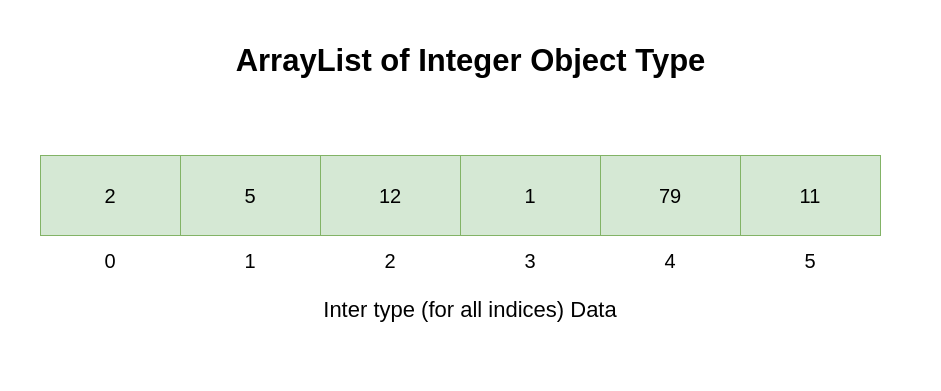 ArrayList of Integer Object Type
2 5 12 1 79 11
0 1 2 3 4 5
Inter type (for all indices) Data